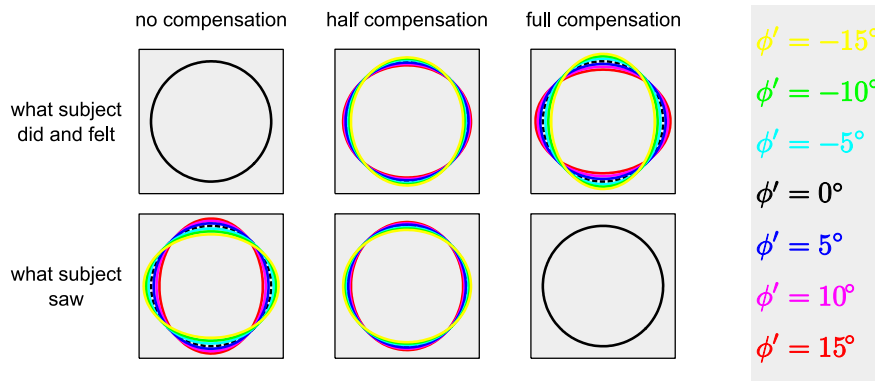 no compensation
half compensation
full compensation
what subject
did and felt
what subject
saw
ϕ′ = −15°
ϕ′ = −10°
ϕ′ = −5°
ϕ′ = 0°
ϕ′ = 5°
ϕ′ = 10°
ϕ′ = 15°